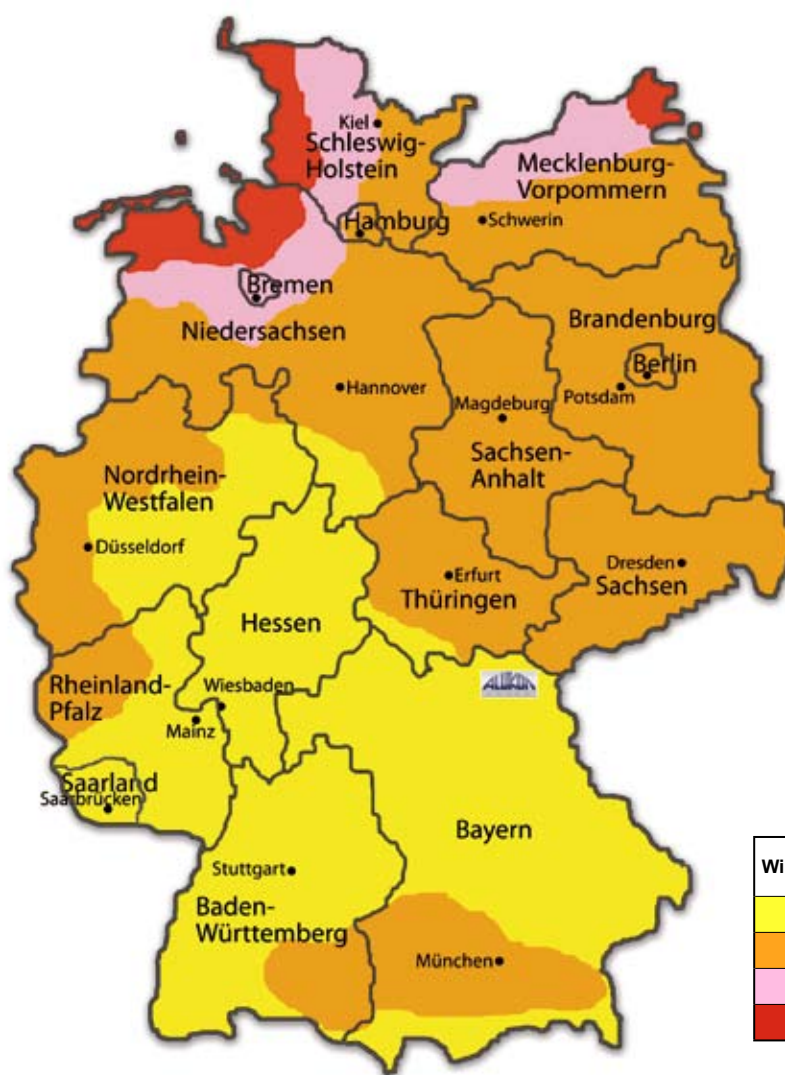 Kiel
Schleswig-
Holstein
Mecklenburg-
Vorpommern
Hamburg
Schwerin
Bremen
Niedersachsen
Brandenburg
Berlin
Hannover
Potsdam
Magdeburg
Sachsen-
Anhalt
Nordrhein-
Westfalen
Düsseldorf
Erfurt
Thüringen
Dresden
Sachsen
Hessen
Rheinland-
Pfalz
Wiesbaden
Mainz
ALUKON
Saarland
Saarbrücken
Bayern
Stuttgart
Baden-
Württemberg
München
Wi